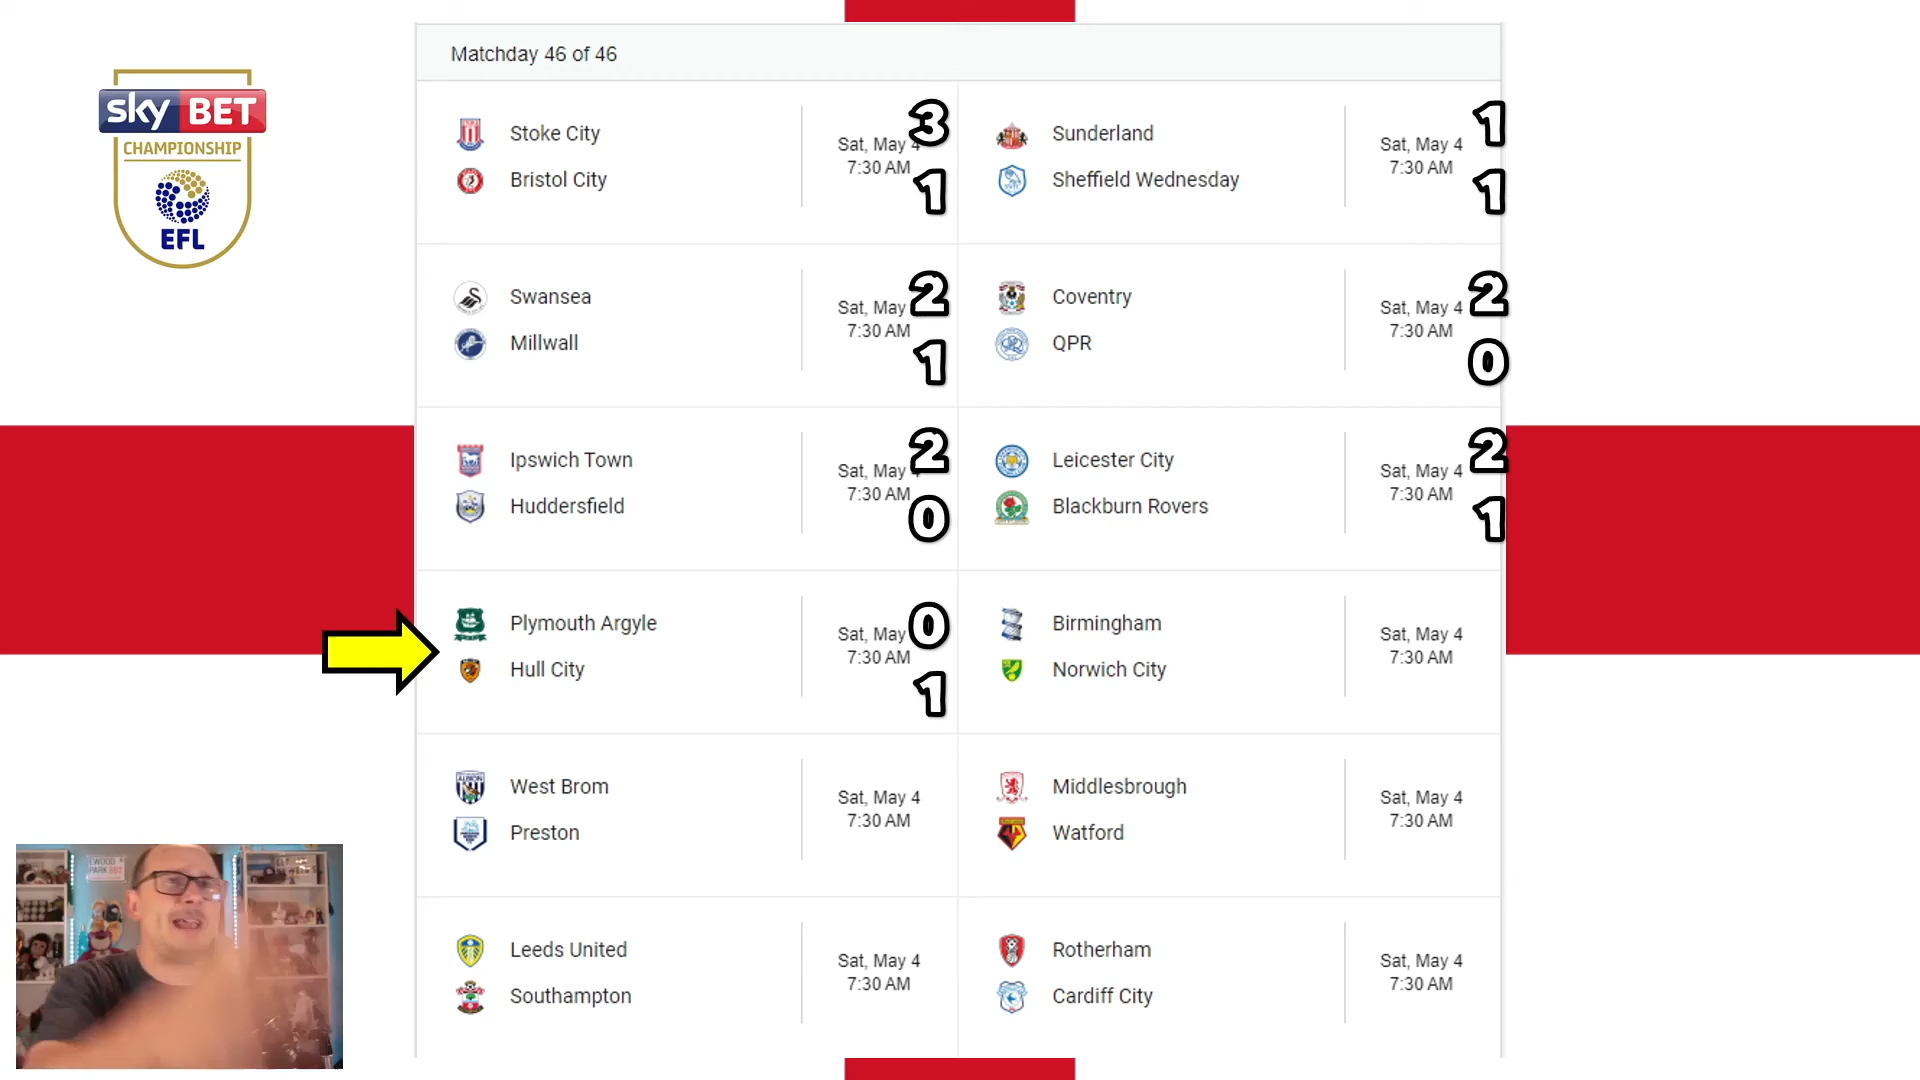 Matchday 46 of 46
sky BET
CHAMPIONSHIP
EFL
Stoke City
Bristol City
Sat, May 4
7:30 AM
3
1
Sunderland
Sheffield Wednesday
Sat, May 4
7:30 AM
1
1
Swansea
Millwall
Sat, May
7:30 AM
2
1
Coventry
QPR
Sat, May 4
7:30 AM
2
0
Ipswich Town
Huddersfield
Sat, May
7:30 AM
2
0
Leicester City
Blackburn Rovers
Sat, May 4
7:30 AM
2
1
Plymouth Argyle
Hull City
Sat, May
7:30 AM
0
1
Birmingham
Norwich City
Sat, May 4
7:30 AM
West Brom
Preston
Sat, May 4
7:30 AM
Middlesbrough
Watford
Sat, May 4
7:30 AM
Leeds United
Southampton
Sat, May 4
7:30 AM
Rotherham
Cardiff City
Sat, May 4
7:30 AM
EWOOD
PARK BB2